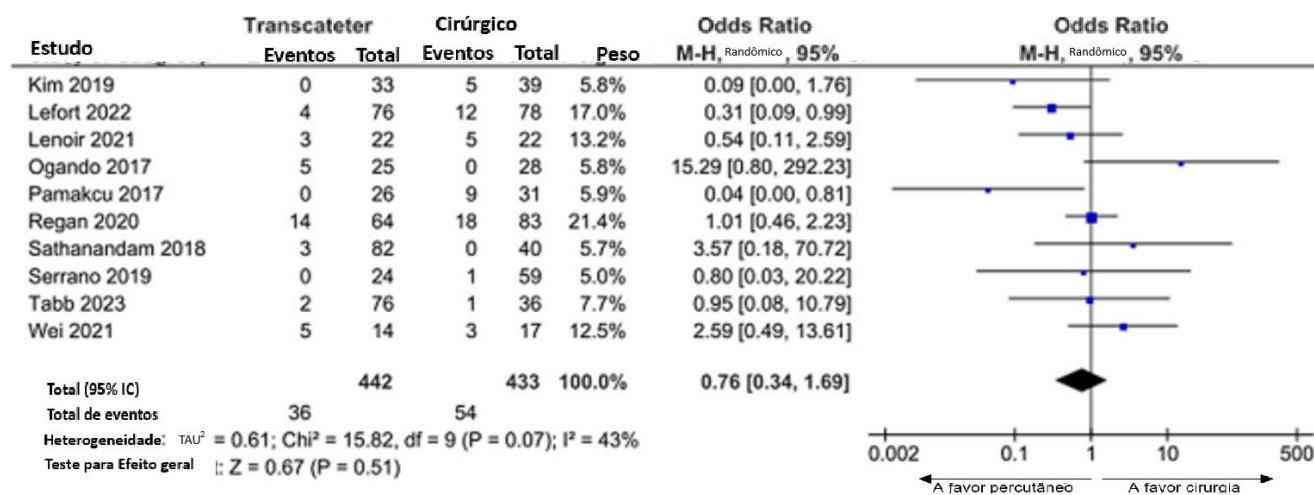 Transcateter Cirúrgico Odds Ratio Odds Ratio
Estudo Eventos Total Eventos Total Peso M-H, Randômico, 95% M-H, Randômico, 95%
Kim 2019 0 33 5 39 5.8% 0.09 [0.00, 1.76]
Lefort 2022 4 76 12 78 17.0% 0.31 [0.09, 0.99]
Lenoir 2021 3 22 5 22 13.2% 0.54 [0.11, 2.59]
Ogando 2017 5 25 0 28 5.8% 15.29 [0.80, 292.23]
Pamakcu 2017 0 26 9 31 5.9% 0.04 [0.00, 0.81]
Regan 2020 14 64 18 83 21.4% 1.01 [0.46, 2.23]
Sathanandam 2018 3 82 0 40 5.7% 3.57 [0.18, 70.72]
Serrano 2019 0 24 1 59 5.0% 0.80 [0.03, 20.22]
Tabb 2023 2 76 1 36 7.7% 0.95 [0.08, 10.79]
Wei 2021 5 14 3 17 12.5% 2.59 [0.49, 13.61]
Total (95% IC) 442 433 100.0% 0.76 [0.34, 1.69]
Total de eventos 36 54
Heterogeneidade: TAU² = 0.61; Chi² = 15.82, df = 9 (P = 0.07); I² = 43%
Teste para Efeito geral : Z = 0.67 (P = 0.51)
0.002 0.1 1 10 500
A favor percutâneo A favor cirurgia